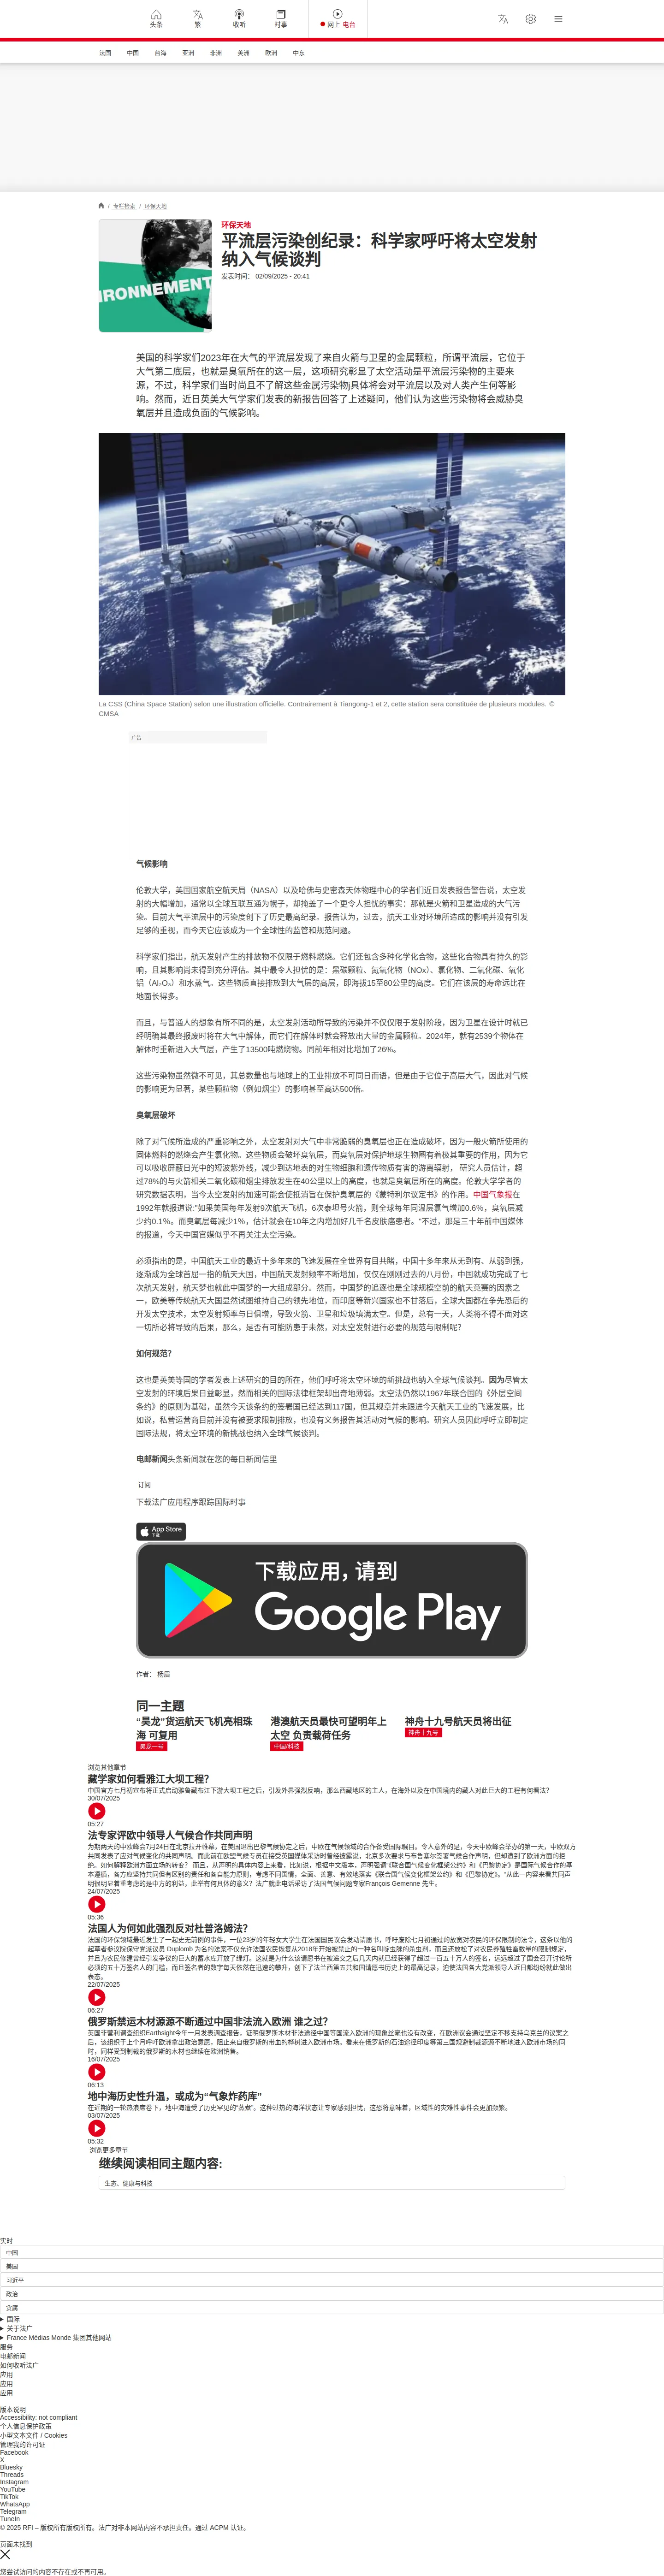 头条
繁
收听
时事
网上 电台
法国
中国
台海
亚洲
非洲
美洲
欧洲
中东
/ 专栏检索 / 环保天地
ENVIRONNEMENT
环保天地
平流层污染创纪录：科学家呼吁将太空发射
纳入气候谈判
发表时间： 02/09/2025 - 20:41
美国的科学家们2023年在大气的平流层发现了来自火箭与卫星的金属颗粒，所谓平流层，它位于
大气第二底层，也就是臭氧所在的这一层，这项研究彰显了太空活动是平流层污染物的主要来
源，不过，科学家们当时尚且不了解这些金属污染物j具体将会对平流层以及对人类产生何等影
响。然而，近日英美大气学家们发表的新报告回答了上述疑问，他们认为这些污染物将会威胁臭
氧层并且造成负面的气候影响。
La CSS (China Space Station) selon une illustration officielle. Contrairement à Tiangong-1 et 2, cette station sera constituée de plusieurs modules. ©
CMSA
广告
气候影响
伦敦大学，美国国家航空航天局（NASA）以及哈佛与史密森天体物理中心的学者们近日发表报告警告说，太空发
射的大幅增加，通常以全球互联互通为幌子，却掩盖了一个更令人担忧的事实：那就是火箭和卫星造成的大气污
染。目前大气平流层中的污染度创下了历史最高纪录。报告认为，过去，航天工业对环境所造成的影响并没有引发
足够的重视，而今天它应该成为一个全球性的监管和规范问题。
科学家们指出，航天发射产生的排放物不仅限于燃料燃烧。它们还包含多种化学化合物，这些化合物具有持久的影
响，且其影响尚未得到充分评估。其中最令人担忧的是：黑碳颗粒、氮氧化物（NOx）、氯化物、二氧化碳、氧化
铝（Al₂O₃）和水蒸气。这些物质直接排放到大气层的高层，即海拔15至80公里的高度。它们在该层的寿命远比在
地面长得多。
而且，与普通人的想象有所不同的是，太空发射活动所导致的污染并不仅仅限于发射阶段，因为卫星在设计时就已
经明确其最终报废时将在大气中解体，而它们在解体时就会释放出大量的金属颗粒。2024年，就有2539个物体在
解体时重新进入大气层，产生了13500吨燃烧物。同前年相对比增加了26%。
这些污染物虽然微不可见，其总数量也与地球上的工业排放不可同日而语，但是由于它位于高层大气，因此对气候
的影响更为显著，某些颗粒物（例如烟尘）的影响甚至高达500倍。
臭氧层破坏
除了对气候所造成的严重影响之外，太空发射对大气中非常脆弱的臭氧层也正在造成破坏，因为一般火箭所使用的
固体燃料的燃烧会产生氯化物。这些物质会破坏臭氧层，而臭氧层对保护地球生物圈有着极其重要的作用，因为它
可以吸收屏蔽日光中的短波紫外线，减少到达地表的对生物细胞和遗传物质有害的游离辐射， 研究人员估计，超
过78%的与火箭相关二氧化碳和烟尘排放发生在40公里以上的高度，也就是臭氧层所在的高度。伦敦大学学者的
研究数据表明，当今太空发射的加速可能会使抵消旨在保护臭氧层的《蒙特利尔议定书》的作用。中国气象报在
1992年就报道说:"如果美国每年发射9次航天飞机，6次泰坦号火箭，则全球每年同温层氯气增加0.6%，臭氧层减
少约0.1%。而臭氧层每减少1%，估计就会在10年之内增加好几千名皮肤癌患者。"不过，那是三十年前中国媒体
的报道，今天中国官媒似乎不再关注太空污染。
必须指出的是，中国航天工业的最近十多年来的飞速发展在全世界有目共睹，中国十多年来从无到有、从弱到强，
逐渐成为全球首屈一指的航天大国，中国航天发射频率不断增加，仅仅在刚刚过去的八月份，中国就成功完成了七
次航天发射，航天梦也就此中国梦的一大组成部分。然而，中国梦的追逐也是全球规模空前的航天竞赛的因素之
一，欧美等传统航天大国显然试图维持自己的领先地位，而印度等新兴国家也不甘落后，全球大国都在争先恐后的
开发太空技术，太空发射频率与日俱增，导致火箭、卫星和垃圾填满太空。但是，总有一天，人类将不得不面对这
一切所必将导致的后果，那么，是否有可能防患于未然，对太空发射进行必要的规范与限制呢？
如何规范?
这也是英美等国的学者发表上述研究的目的所在，他们呼吁将太空环境的新挑战也纳入全球气候谈判。因为尽管太
空发射的环境后果日益彰显，然而相关的国际法律框架却出奇地薄弱。太空法仍然以1967年联合国的《外层空间
条约》的原则为基础，虽然今天该条约的签署国已经达到117国，但其规章并未跟进今天航天工业的飞速发展，比
如说，私营运营商目前并没有被要求限制排放，也没有义务报告其活动对气候的影响。研究人员因此呼吁立即制定
国际法规，将太空环境的新挑战也纳入全球气候谈判。
电邮新闻头条新闻就在您的每日新闻信里
订阅
下载法广应用程序跟踪国际时事
App Store
下载
下载应用，请到
Google Play
作者： 杨眉
同一主题
“昊龙”货运航天飞机亮相珠
海 可复用
昊龙一号
港澳航天员最快可望明年上
太空 负责载荷任务
中国/科技
神舟十九号航天员将出征
神舟十九号
浏览其他章节
藏学家如何看雅江大坝工程？
中国官方七月初宣布将正式启动雅鲁藏布江下游大坝工程之后，引发外界强烈反响，那么西藏地区的主人，在海外以及在中国境内的藏人对此巨大的工程有何看法？
30/07/2025
05:27
法专家评欧中领导人气候合作共同声明
为期两天的中欧峰会7月24日在北京拉开帷幕，在美国退出巴黎气候协定之后，中欧在气候领域的合作备受国际瞩目。令人意外的是，今天中欧峰会举办的第一天，中欧双方
共同发表了应对气候变化的共同声明。而此前在欧盟气候专员在接受英国媒体采访时曾经披露说，北京多次要求与布鲁塞尔签署气候合作声明，但却遭到了欧洲方面的拒
绝。如何解释欧洲方面立场的转变？ 而且，从声明的具体内容上来看，比如说，根据中文版本，声明强调“《联合国气候变化框架公约》和《巴黎协定》是国际气候合作的基
本遵循，各方应坚持共同但有区别的责任和各自能力原则，考虑不同国情，全面、善意、有效地落实《联合国气候变化框架公约》和《巴黎协定》。”从此一内容来看共同声
明很明显着重考虑的是中方的利益，此举有何具体的意义？ 法广就此电话采访了法国气候问题专家François Gemenne 先生。
24/07/2025
05:36
法国人为何如此强烈反对杜普洛姆法？
法国的环保领域最近发生了一起史无前例的事件，一位23岁的年轻女大学生在法国国民议会发动请愿书，呼吁废除七月初通过的放宽对农民的环保限制的法令，这条以他的
起草者参议院保守党派议员 Duplomb 为名的法案不仅允许法国农民恢复从2018年开始被禁止的一种名叫啶虫脒的杀虫剂，而且还放松了对农民养殖牲畜数量的限制规定，
并且为农民修建曾经引发争议的巨大的蓄水库开放了绿灯。这就是为什么该请愿书在被递交之后几天内就已经获得了超过一百五十万人的签名，远远超过了国会召开讨论所
必须的五十万签名人的门槛，而且签名者的数字每天依然在迅速的攀升，创下了法兰西第五共和国请愿书历史上的最高记录，迫使法国各大党派领导人近日都纷纷就此做出
表态。
22/07/2025
06:27
俄罗斯禁运木材源源不断通过中国非法流入欧洲 谁之过？
英国非营利调查组织Earthsight今年一月发表调查报告，证明俄罗斯木材非法途径中国等国流入欧洲的现象丝毫也没有改变，在欧洲议会通过坚定不移支持乌克兰的议案之
后，该组织于上个月呼吁欧洲拿出政治意愿，阻止来自俄罗斯的带血的桦树进入欧洲市场。看来在俄罗斯的石油途径印度等第三国规避制裁源源不断地进入欧洲市场的同
时，同样受到制裁的俄罗斯的木材也继续在欧洲销售。
16/07/2025
06:13
地中海历史性升温，或成为“气象炸药库”
在近期的一轮热浪席卷下，地中海遭受了历史罕见的“蒸煮”。这种过热的海洋状态让专家感到担忧，这恐将意味着，区域性的灾难性事件会更加频繁。
03/07/2025
05:32
浏览更多章节
继续阅读相同主题内容:
生态、健康与科技
实时
中国
美国
习近平
政治
贪腐
国际
关于法广
France Médias Monde 集团其他网站
服务
电邮新闻
如何收听法广
应用
应用
应用
版本说明
Accessibility: not compliant
个人信息保护政策
小型文本文件 / Cookies
管理我的许可证
Facebook
X
Bluesky
Threads
Instagram
YouTube
TikTok
WhatsApp
Telegram
TuneIn
© 2025 RFI – 版权所有版权所有。法广对非本网站内容不承担责任。通过 ACPM 认证。
页面未找到
您尝试访问的内容不存在或不再可用。